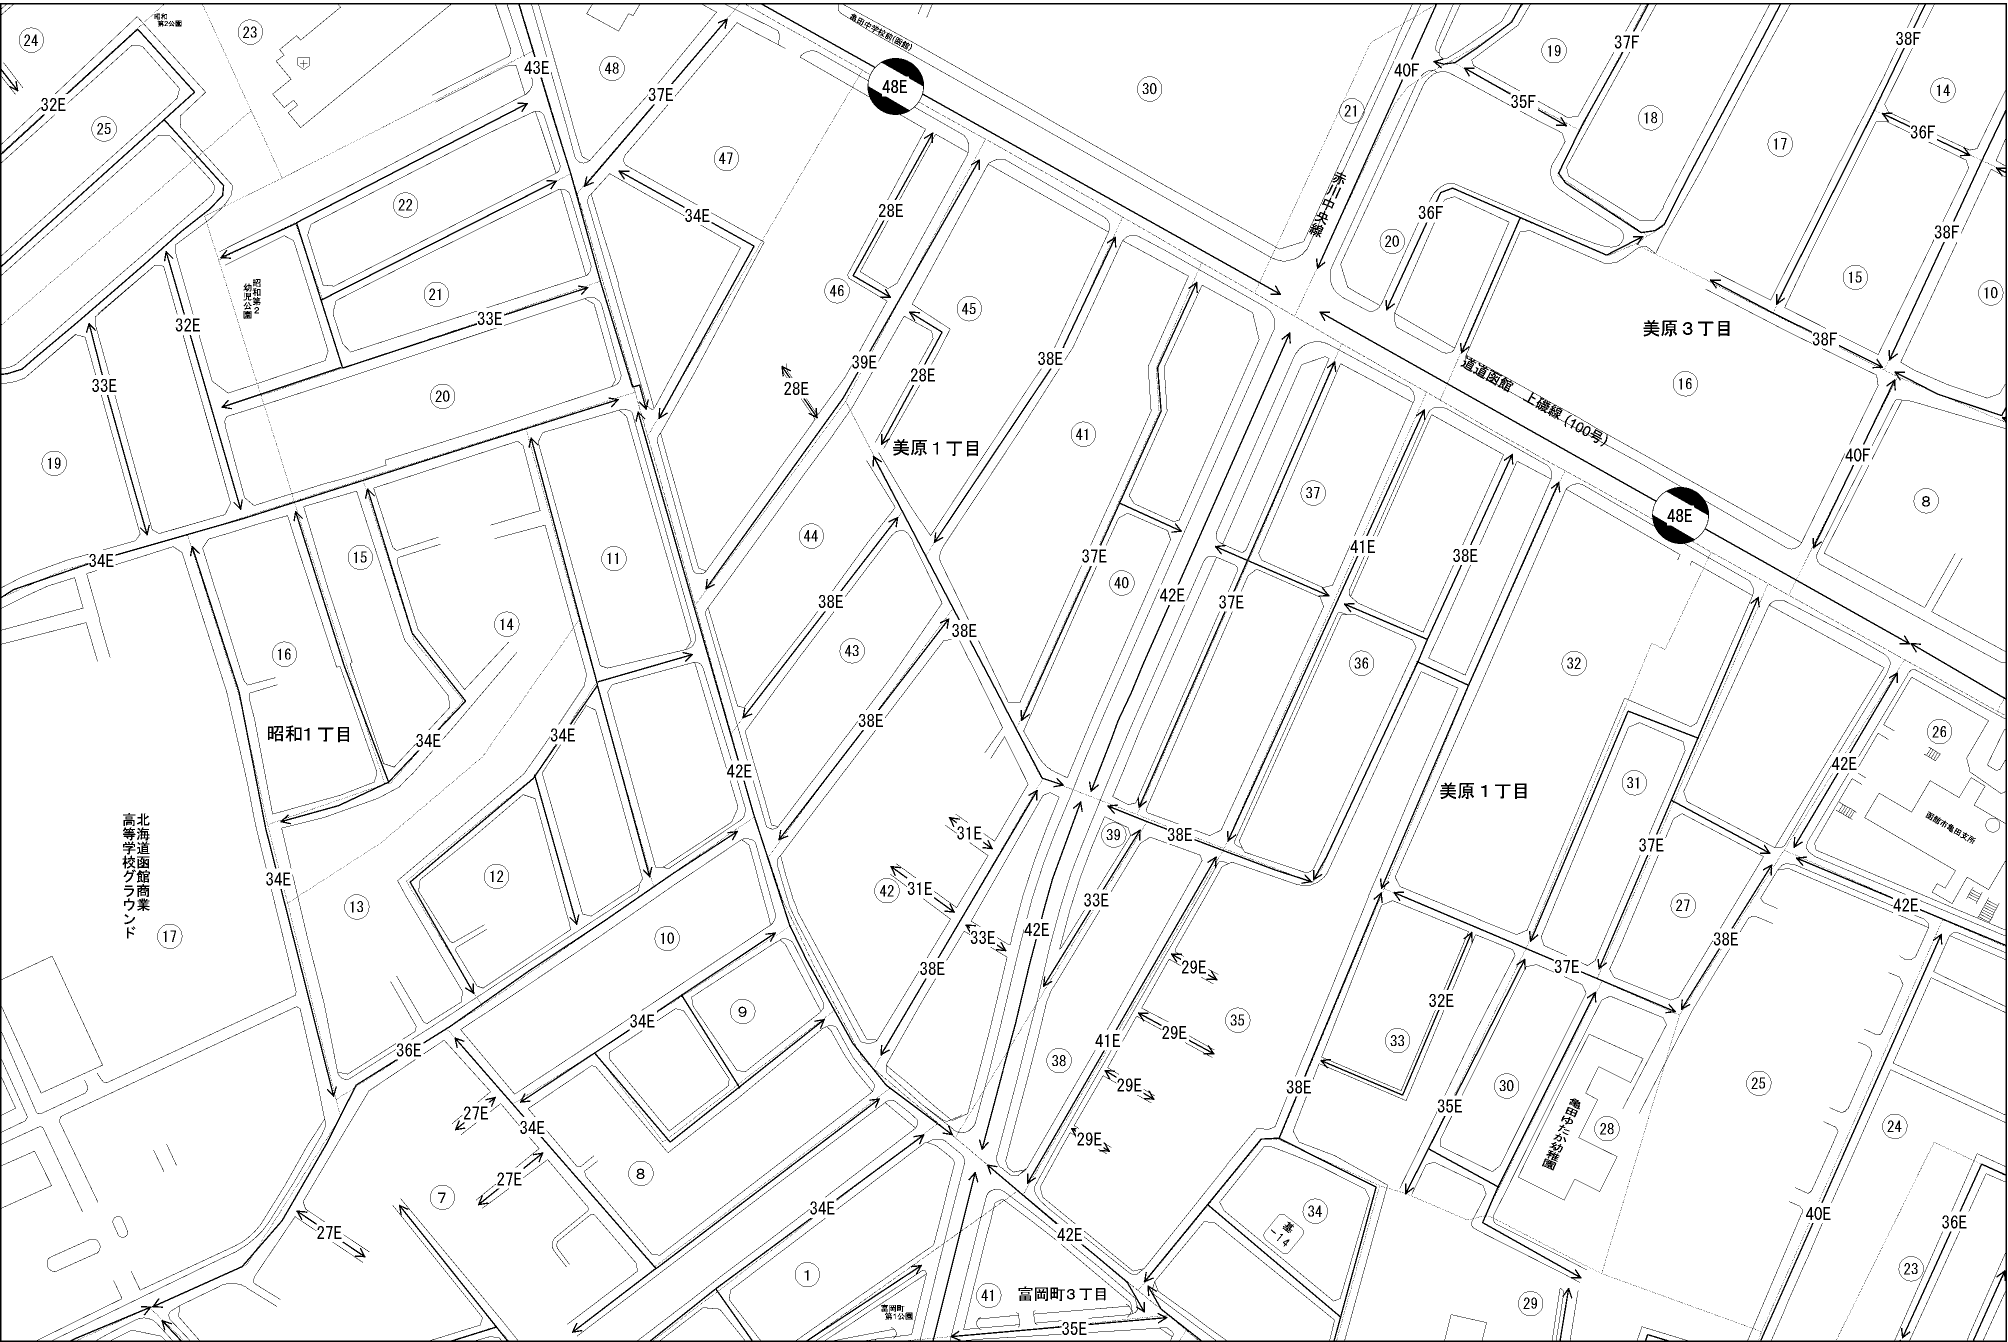 24
23
昭和
第2公園
亀田中学校前(函館)
43E
48
37E
48E
30
21
40F
19
37F
38F
32E
25
35F
18
14
36F
17
47
22
34E
28E
赤川中央線
36F
20
38F
21
昭和第2
幼児公園
32E
33E
46
45
15
10
美原3丁目
38F
33E
39E
28E
38E
28E
道道函館 上磯線(100号)
16
20
19
美原1丁目
41
40F
37
8
48E
44
34E
15
11
37E
40
42E
41E
38E
37E
38E
38E
14
16
43
36
32
昭和1丁目
34E
34E
38E
42E
26
42E
31
美原1丁目
函館市亀田支所
北海道函館商業
高等学校グラウンド
31E
39
38E
37E
34E
12
31E
42
33E
27
42E
13
17
10
33E
42E
38E
38E
29E
37E
9
34E
32E
35
29E
33
36E
41E
38
29E
38E
30
25
27E
34E
35E
亀田ゆたか幼稚園
28
24
29E
8
27E
7
34E
34
基
-14
40E
36E
27E
42E
1
41
富岡町3丁目
富岡町
第1公園
35E
29
23